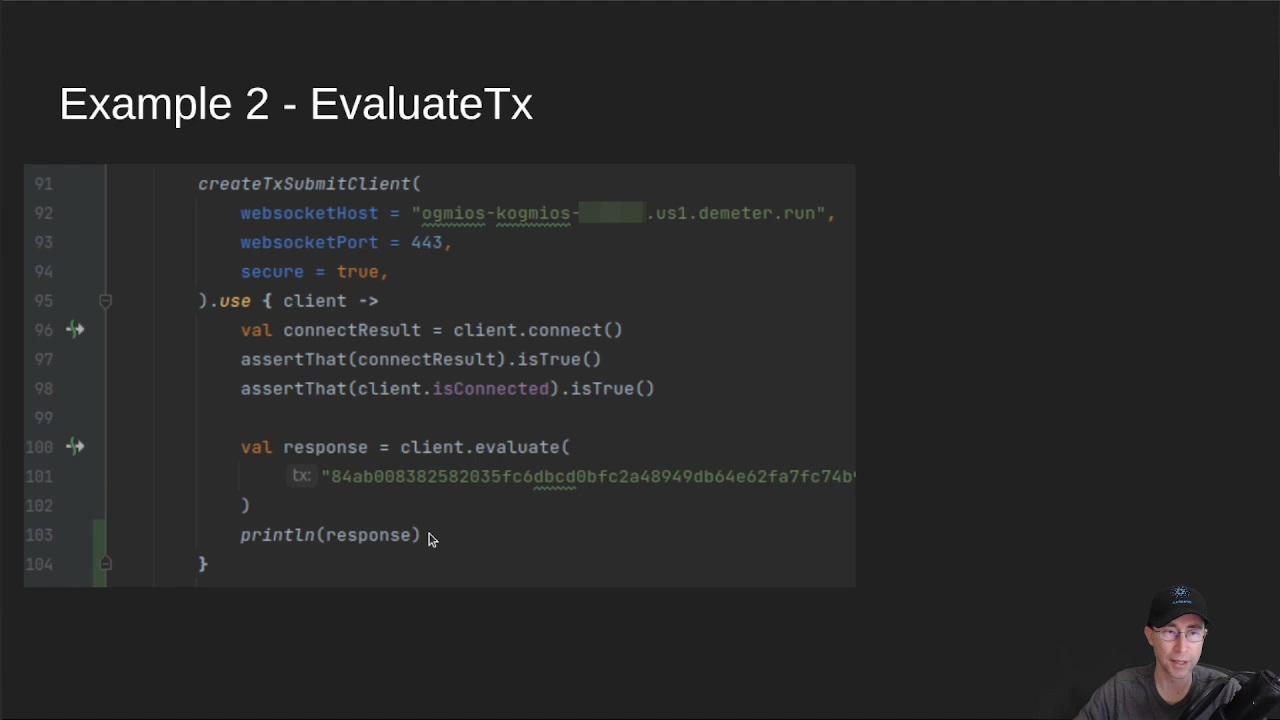 Example 2 - EvaluateTx
91 createTxSubmitClient(
92 websocketHost = "ogmios-kogmios- .us1.demeter.run",
93 websocketPort = 443,
94 secure = true,
95 ).use { client ->
96 val connectResult = client.connect()
97 assertThat(connectResult).isTrue()
98 assertThat(client.isConnected).isTrue()
99
100 val response = client.evaluate(
101 tx: "84ab008382582035fc6dbcd0bfc2a48949db64e62fa7fc74b
102 )
103 println(response)
104 }